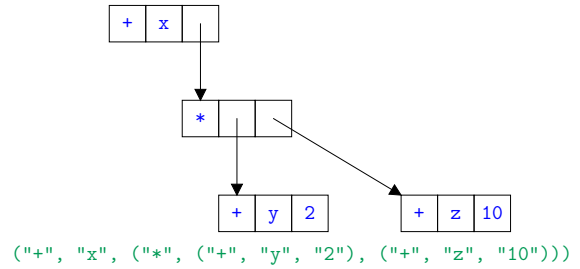 + x
*
+ y 2 + z 10
("+", "x", ("*", ("+", "y", "2"), ("+", "z", "10")))